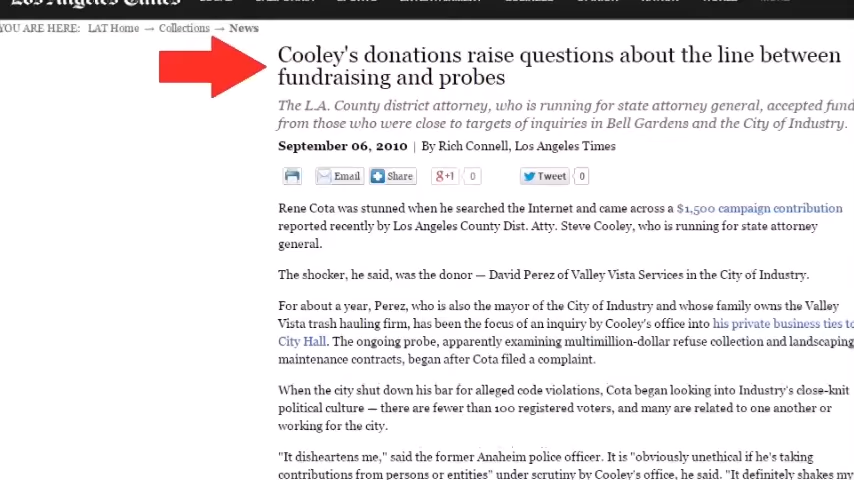 Los Angeles Times
YOU ARE HERE: LAT Home → Collections → News
Cooley's donations raise questions about the line between
fundraising and probes
The L.A. County district attorney, who is running for state attorney general, accepted fund
from those who were close to targets of inquiries in Bell Gardens and the City of Industry.
September 06, 2010 | By Rich Connell, Los Angeles Times
Email Share g+1 0 Tweet 0
Rene Cota was stunned when he searched the Internet and came across a $1,500 campaign contribution
reported recently by Los Angeles County Dist. Atty. Steve Cooley, who is running for state attorney
general.
The shocker, he said, was the donor — David Perez of Valley Vista Services in the City of Industry.
For about a year, Perez, who is also the mayor of the City of Industry and whose family owns the Valley
Vista trash hauling firm, has been the focus of an inquiry by Cooley's office into his private business ties to
City Hall. The ongoing probe, apparently examining multimillion-dollar refuse collection and landscaping
maintenance contracts, began after Cota filed a complaint.
When the city shut down his bar for alleged code violations, Cota began looking into Industry's close-knit
political culture — there are fewer than 100 registered voters, and many are related to one another or
working for the city.
"It disheartens me," said the former Anaheim police officer. It is "obviously unethical if he's taking
contributions from persons or entities" under scrutiny by Cooley's office, he said. "It definitely shakes my